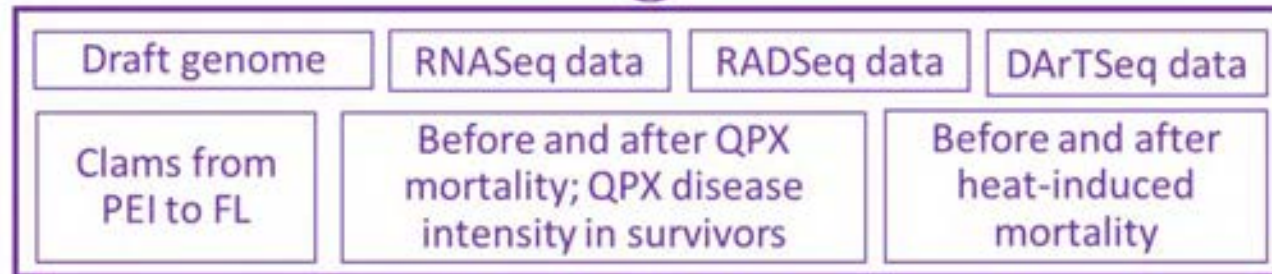 Draft genome
RNASeq data
RADSeq data
DArTSeq data
Clams from
PEI to FL
Before and after QPX
mortality; QPX disease
intensity in survivors
Before and after
heat-induced
mortality